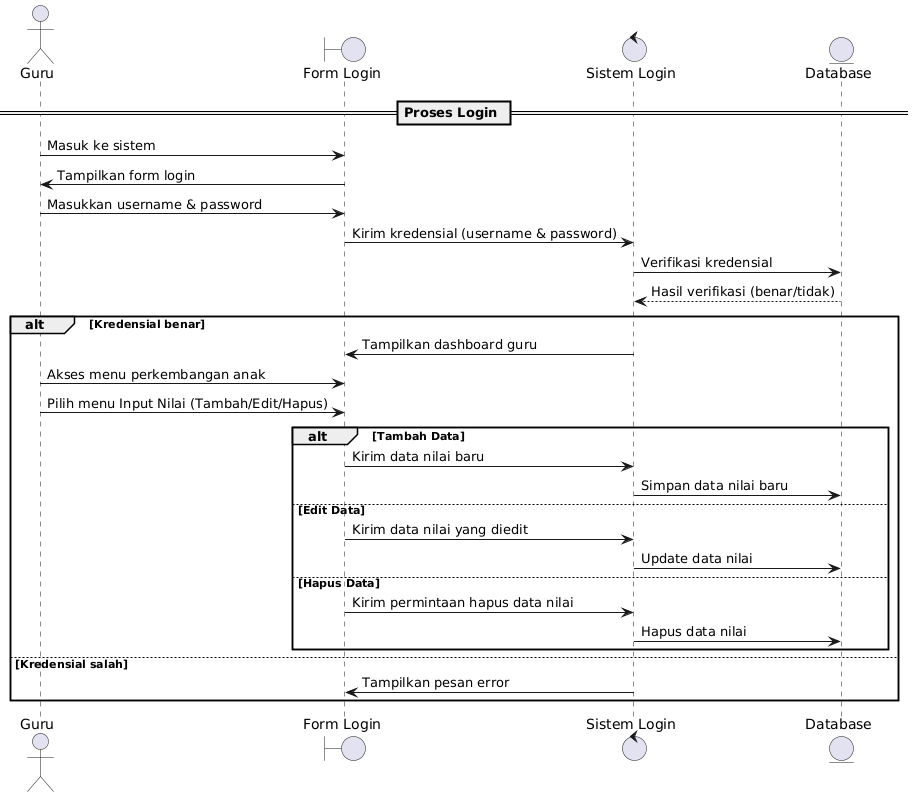 Guru
Form Login
Sistem Login
Database
Proses Login
Masuk ke sistem
Tampilkan form login
Masukkan username & password
Kirim kredensial (username & password)
Verifikasi kredensial
Hasil verifikasi (benar/tidak)
alt [Kredensial benar]
Tampilkan dashboard guru
Akses menu perkembangan anak
Pilih menu Input Nilai (Tambah/Edit/Hapus)
alt [Tambah Data]
Kirim data nilai baru
Simpan data nilai baru
[Edit Data]
Kirim data nilai yang diedit
Update data nilai
[Hapus Data]
Kirim permintaan hapus data nilai
Hapus data nilai
[Kredensial salah]
Tampilkan pesan error
Guru
Form Login
Sistem Login
Database